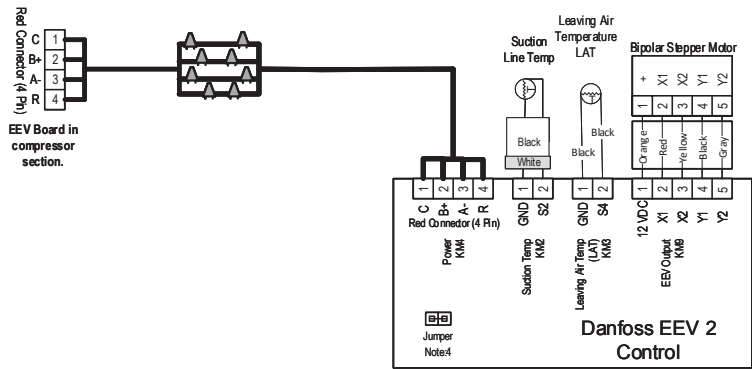 Red Connector (4 Pin)
C 1
B+ 2
A- 3
R 4
EEV Board in
compressor
section.
Suction
Line Temp
Black
White
Leaving Air
Temperature
LAT
Black
Black
Bipolar Stepper Motor
+ X1 X2 Y1 Y2
1 2 3 4 5
Orange Red Yellow Black Gray
1 2 3 4
C B+ A- R
Red Connector (4 Pin)
Power
KM4
1 2
GND S2
Suction Temp
KM2
1 2
GND S4
Leaving Air Temp
(LAT)
KM3
1 2 3 4 5
12 VDC X1 X2 Y1 Y2
EEV Output
KM9
Jumper
Note:4
Danfoss EEV 2
Control